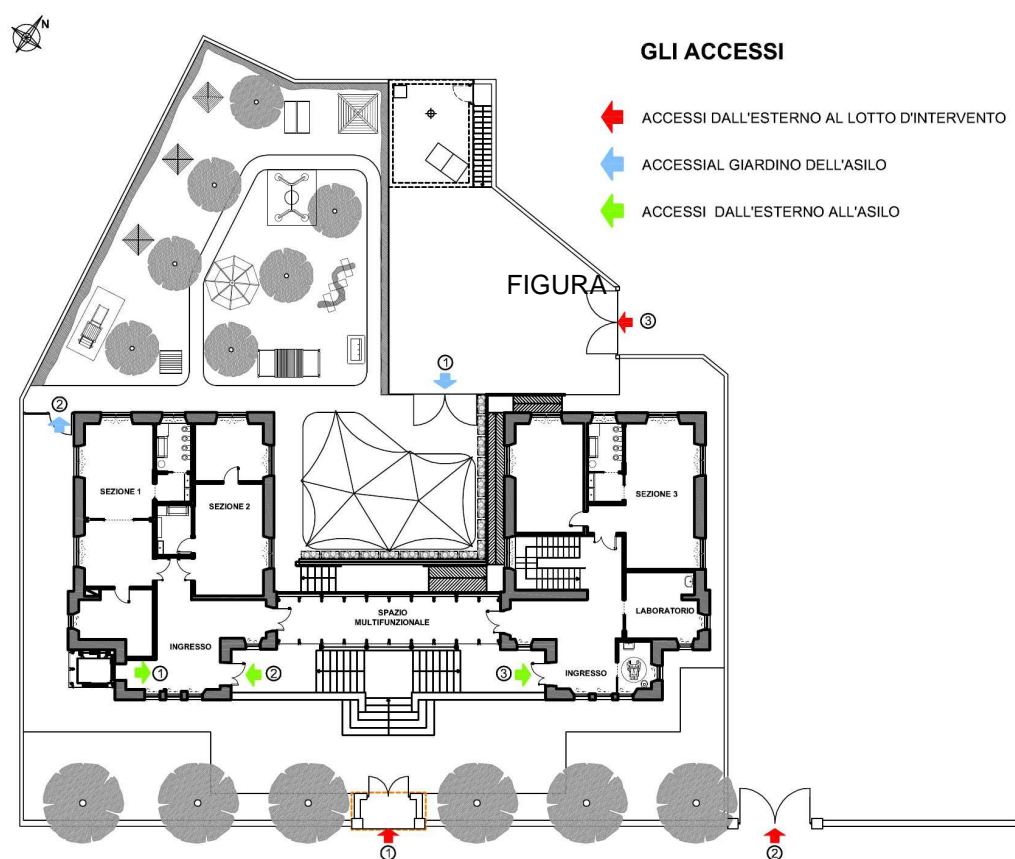 N
GLI ACCESSI
ACCESSI DALL'ESTERNO AL LOTTO D'INTERVENTO
ACCESSIAL GIARDINO DELL'ASILO
ACCESSI DALL'ESTERNO ALL'ASILO
FIGURA
3
1
2
SEZIONE 1
SEZIONE 2
SEZIONE 3
SPAZIO
MULTIFUNZIONALE
LABORATORIO
INGRESSO
INGRESSO
1
2
3
1
2